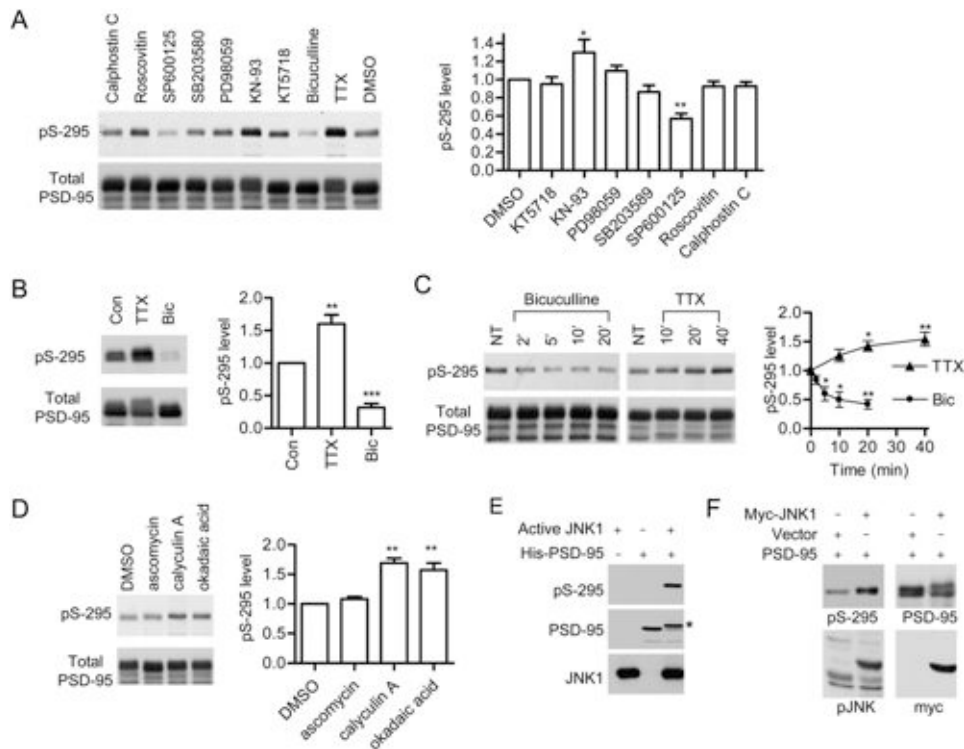 A
Calphostin C
Roscovitin
SP600125
SB203580
PD98059
KN-93
KT5718
Bicuculline
TTX
DMSO
pS-295
Total
PSD-95
pS-295 level
1.4
1.2
1.0
0.8
0.6
0.4
0.2
0.0
*
**
DMSO
KT5718
KN-93
PD98059
SB203589
SP600125
Roscovitin
Calphostin C
B
Con
TTX
Bic
pS-295
Total
PSD-95
pS-295 level
2.0
1.5
1.0
0.5
0.0
**
***
Con
TTX
Bic
C
Bicuculline
TTX
NT
2'
5'
10'
20'
NT
10'
20'
40'
pS-295
Total
PSD-95
pS-295 level
2.0
1.5
1.0
0.5
0.0
*
**
*
*
**
TTX
Bic
0 10 20 30 40
Time (min)
D
DMSO
ascomycin
calyculin A
okadaic acid
pS-295
Total
PSD-95
pS-295 level
2.0
1.5
1.0
0.5
0.0
**
**
DMSO
ascomycin
calyculin A
okadaic acid
E
Active JNK1 + - +
His-PSD-95 - + +
pS-295
PSD-95
*
JNK1
F
Myc-JNK1 - + - +
Vector + - + -
PSD-95 + + + +
pS-295 PSD-95
pJNK myc